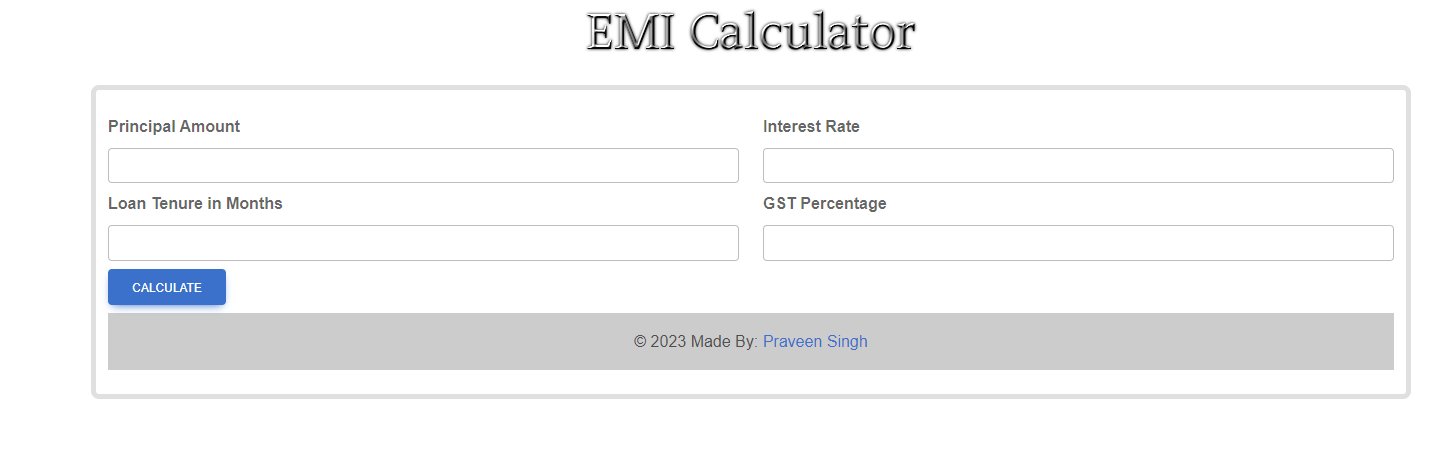 EMI Calculator
Principal Amount
Interest Rate
Loan Tenure in Months
GST Percentage
CALCULATE
© 2023 Made By: Praveen Singh